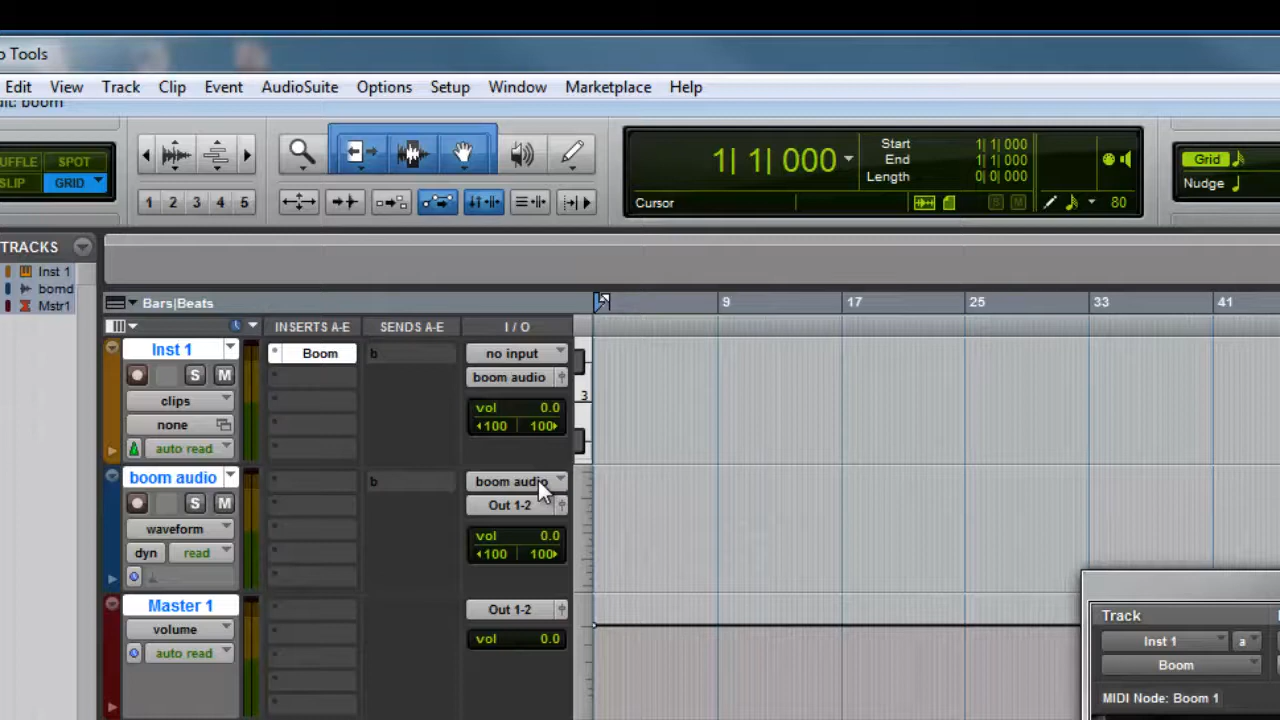 o Tools
Edit View Track Clip Event AudioSuite Options Setup Window Marketplace Help
dit: boom
UFFLE SPOT
SLIP GRID
1 2 3 4 5
1| 1| 000
Start 1| 1| 000
End 1| 1| 000
Length 0| 0| 000
Cursor
S M
80
Grid
Nudge
TRACKS
Inst 1
bomd
Mstr1
Bars|Beats
9 17 25 33 41
INSERTS A-E SENDS A-E I / O
Inst 1 Boom b no input
S M boom audio
3
clips vol 0.0
none 100 100
auto read
boom audio b boom audio
S M Out 1-2
waveform vol 0.0
dyn read 100 100
Master 1 Out 1-2
volume vol 0.0
auto read
Track
Inst 1 a
Boom
MIDI Node: Boom 1